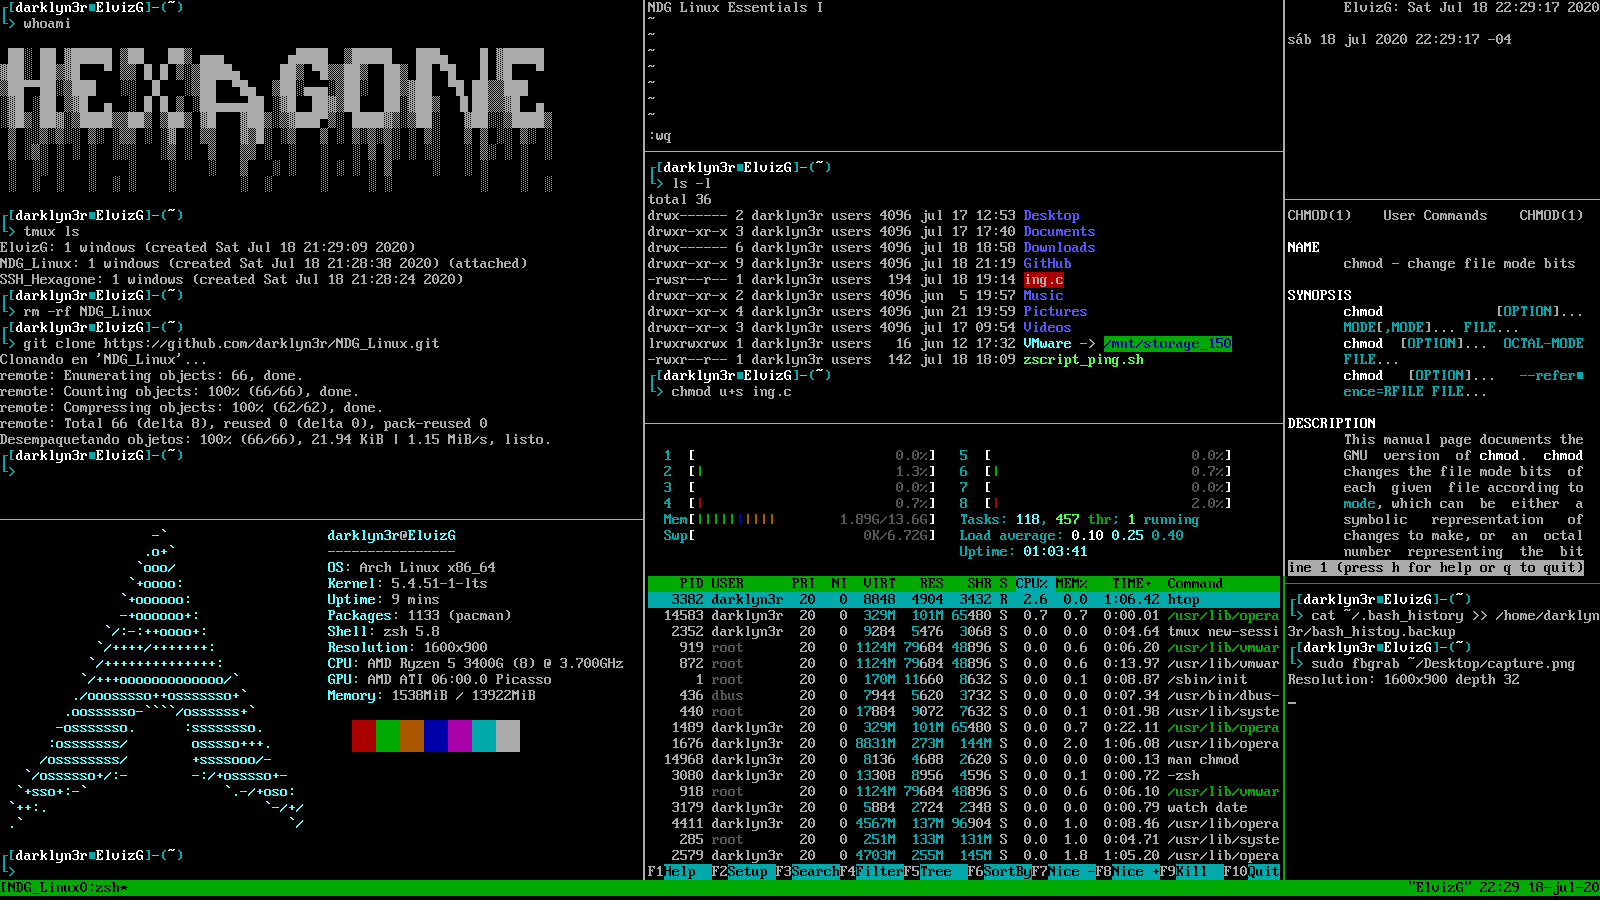 ┌[darklyn3r■ElvizG]-(~)
└> whoami
HEXAGONE
┌[darklyn3r■ElvizG]-(~)
└> tmux ls
ElvizG: 1 windows (created Sat Jul 18 21:29:09 2020)
NDG_Linux: 1 windows (created Sat Jul 18 21:28:38 2020) (attached)
SSH_Hexagone: 1 windows (created Sat Jul 18 21:28:24 2020)
┌[darklyn3r■ElvizG]-(~)
└> rm -rf NDG_Linux
┌[darklyn3r■ElvizG]-(~)
└> git clone https://github.com/darklyn3r/NDG_Linux.git
Clonando en 'NDG_Linux'...
remote: Enumerating objects: 66, done.
remote: Counting objects: 100% (66/66), done.
remote: Compressing objects: 100% (62/62), done.
remote: Total 66 (delta 8), reused 0 (delta 0), pack-reused 0
Desempaquetando objetos: 100% (66/66), 21.94 KiB | 1.15 MiB/s, listo.
┌[darklyn3r■ElvizG]-(~)
└>
darklyn3r@ElvizG
----------------
OS: Arch Linux x86_64
Kernel: 5.4.51-1-lts
Uptime: 9 mins
Packages: 1133 (pacman)
Shell: zsh 5.8
Resolution: 1600x900
CPU: AMD Ryzen 5 3400G (8) @ 3.700GHz
GPU: AMD ATI 06:00.0 Picasso
Memory: 1538MiB / 13922MiB
┌[darklyn3r■ElvizG]-(~)
└>
NDG Linux Essentials I
~
~
~
~
~
~
~
:wq
┌[darklyn3r■ElvizG]-(~)
└> ls -l
total 36
drwx------ 2 darklyn3r users 4096 jul 17 12:53 Desktop
drwxr-xr-x 3 darklyn3r users 4096 jul 17 17:40 Documents
drwx------ 6 darklyn3r users 4096 jul 18 18:58 Downloads
drwxr-xr-x 9 darklyn3r users 4096 jul 18 21:19 GitHub
-rwsr--r-- 1 darklyn3r users  194 jul 18 19:14 ing.c
drwxr-xr-x 2 darklyn3r users 4096 jun  5 19:57 Music
drwxr-xr-x 4 darklyn3r users 4096 jun 21 19:59 Pictures
drwxr-xr-x 3 darklyn3r users 4096 jul 17 09:54 Videos
lrwxrwxrwx 1 darklyn3r users   16 jun 12 17:32 VMware -> /mnt/storage_150
-rwxr--r-- 1 darklyn3r users  142 jul 18 18:09 zscript_ping.sh
┌[darklyn3r■ElvizG]-(~)
└> chmod u+s ing.c
1 [ 0.0%] 5 [ 0.0%]
2 [| 1.3%] 6 [| 0.7%]
3 [ 0.0%] 7 [ 0.0%]
4 [| 0.7%] 8 [| 2.0%]
Mem[|||||||||| 1.89G/13.6G] Tasks: 118, 457 thr; 1 running
Swp[ 0K/6.72G] Load average: 0.10 0.25 0.40
Uptime: 01:03:41
PID USER PRI NI VIRT RES SHR S CPU% MEM% TIME+ Command
3382 darklyn3r 20 0 8848 4904 3432 R 2.6 0.0 1:06.42 htop
14583 darklyn3r 20 0 329M 101M 65480 S 0.7 0.7 0:00.01 /usr/lib/opera
2352 darklyn3r 20 0 9284 5476 3068 S 0.0 0.0 0:04.64 tmux new-sessi
919 root 20 0 1124M 79684 48896 S 0.0 0.6 0:06.20 /usr/lib/vmwar
872 root 20 0 1124M 79684 48896 S 0.0 0.6 0:13.97 /usr/lib/vmwar
1 root 20 0 170M 11660 8632 S 0.0 0.1 0:08.87 /sbin/init
436 dbus 20 0 7944 5620 3732 S 0.0 0.0 0:07.34 /usr/bin/dbus-
440 root 20 0 17884 9072 7632 S 0.0 0.1 0:01.98 /usr/lib/syste
1489 darklyn3r 20 0 329M 101M 65480 S 0.0 0.7 0:22.11 /usr/lib/opera
1676 darklyn3r 20 0 8831M 273M 144M S 0.0 2.0 1:06.08 /usr/lib/opera
14968 darklyn3r 20 0 8136 4688 2620 S 0.0 0.0 0:00.13 man chmod
3080 darklyn3r 20 0 13308 8956 4596 S 0.0 0.1 0:00.72 -zsh
918 root 20 0 1124M 79684 48896 S 0.0 0.6 0:06.10 /usr/lib/vmwar
3179 darklyn3r 20 0 5884 2724 2348 S 0.0 0.0 0:00.79 watch date
4411 darklyn3r 20 0 4567M 137M 96904 S 0.0 1.0 0:08.46 /usr/lib/opera
285 root 20 0 251M 133M 131M S 0.0 1.0 0:04.71 /usr/lib/syste
2579 darklyn3r 20 0 4703M 255M 145M S 0.0 1.8 1:05.20 /usr/lib/opera
F1Help F2Setup F3SearchF4FilterF5Tree F6SortByF7Nice -F8Nice +F9Kill F10Quit
ElvizG: Sat Jul 18 22:29:17 2020
sáb 18 jul 2020 22:29:17 -04
CHMOD(1) User Commands CHMOD(1)
NAME
chmod - change file mode bits
SYNOPSIS
chmod [OPTION]...
MODE[,MODE]... FILE...
chmod [OPTION]... OCTAL-MODE
FILE...
chmod [OPTION]... --refer■
ence=RFILE FILE...
DESCRIPTION
This manual page documents the
GNU version of chmod. chmod
changes the file mode bits of
each given file according to
mode, which can be either a
symbolic representation of
changes to make, or an octal
number representing the bit
ine 1 (press h for help or q to quit)
┌[darklyn3r■ElvizG]-(~)
└> cat ~/.bash_history >> /home/darklyn
3r/bash_histoy.backup
┌[darklyn3r■ElvizG]-(~)
└> sudo fbgrab ~/Desktop/capture.png
Resolution: 1600x900 depth 32
_
[NDG_Linux0:zsh* "ElvizG" 22:29 18-jul-20